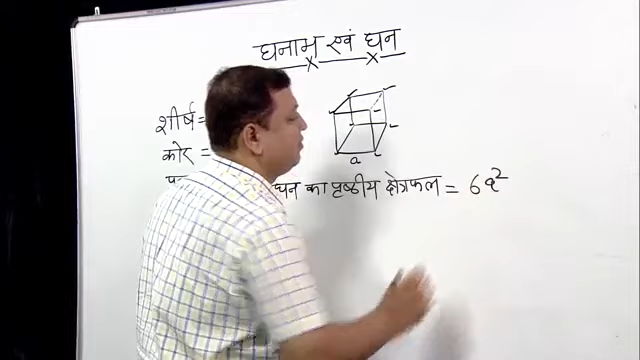 घनाभ एवं घन
शीर्ष =
कोर =
a
घन का पृष्ठीय क्षेत्रफल = 6a²